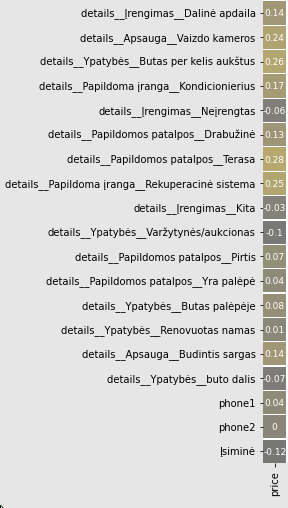 details__Įrengimas__Dalinė apdaila 0.14
details__Apsauga__Vaizdo kameros 0.24
details__Ypatybės__Butas per kelis aukštus 0.26
details__Papildoma įranga__Kondicionierius 0.17
details__Įrengimas__Neįrengtas -0.06
details__Papildomos patalpos__Drabužinė 0.13
details__Papildomos patalpos__Terasa 0.28
details__Papildoma įranga__Rekuperacinė sistema 0.25
details__Įrengimas__Kita -0.03
details__Ypatybės__Varžytynės/aukcionas -0.1
details__Papildomos patalpos__Pirtis 0.07
details__Papildomos patalpos__Yra palėpė 0.04
details__Ypatybės__Butas palėpėje 0.08
details__Ypatybės__Renovuotas namas 0.01
details__Apsauga__Budintis sargas 0.14
details__Ypatybės__buto dalis -0.07
phone1 0.04
phone2 0
Įsiminė -0.12
price